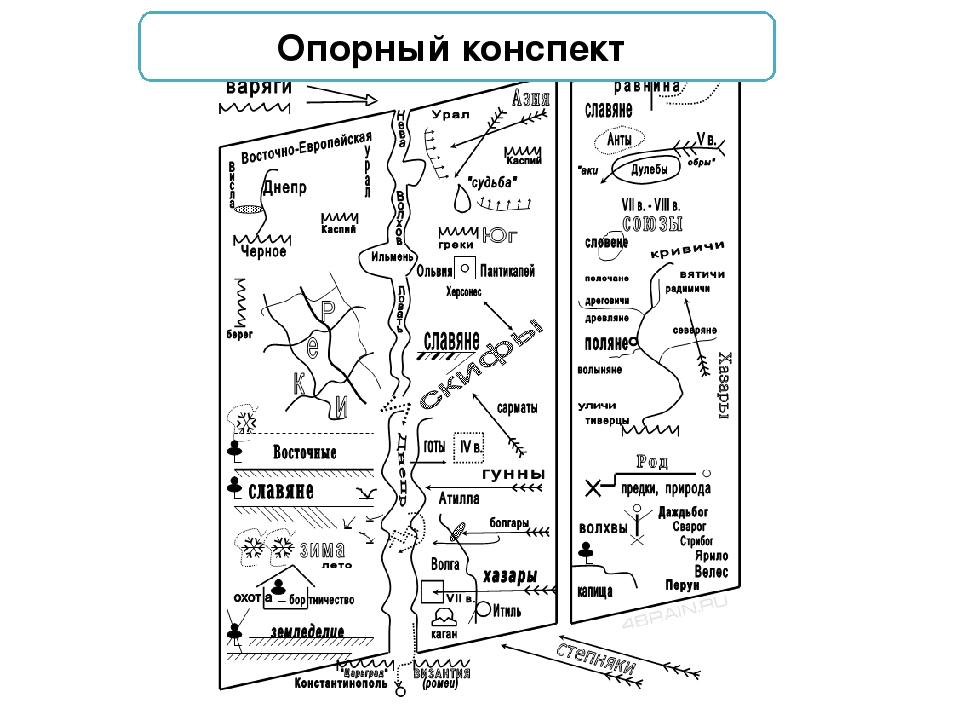 Опорный конспект
варяги
Восточно-Европейская
Висла
Днепр
Урал
Каспий
Черное
берег
РЕКИ
Восточные
славяне
зима
лето
охота – бортничество
земледелие
Нева
Волхов
Ильмень
Ловать
Днепр
"Царьград"
Константинополь
ВИЗАНТИЯ
(ромеи)
Азия
Урал
Каспий
"судьба"
греки
Юг
Ольвия
Пантикапей
Херсонес
славяне
скифы
сарматы
готы
IV в.
гунны
Атилла
болгары
Волга
хазары
VII в.
Итиль
каган
степняки
равнина
славяне
Анты
V в.
"аки
обры"
Дулебы
VII в. - VIII в.
союзы
словене
кривичи
полочане
вятичи
радимичи
дреговичи
древляне
северяне
поляне
волыняне
Хазары
уличи
тиверцы
Род
предки, природа
волхвы
Даждьбог
Сварог
Стрибог
Ярило
Велес
Перун
капища
4BRAIN.RU